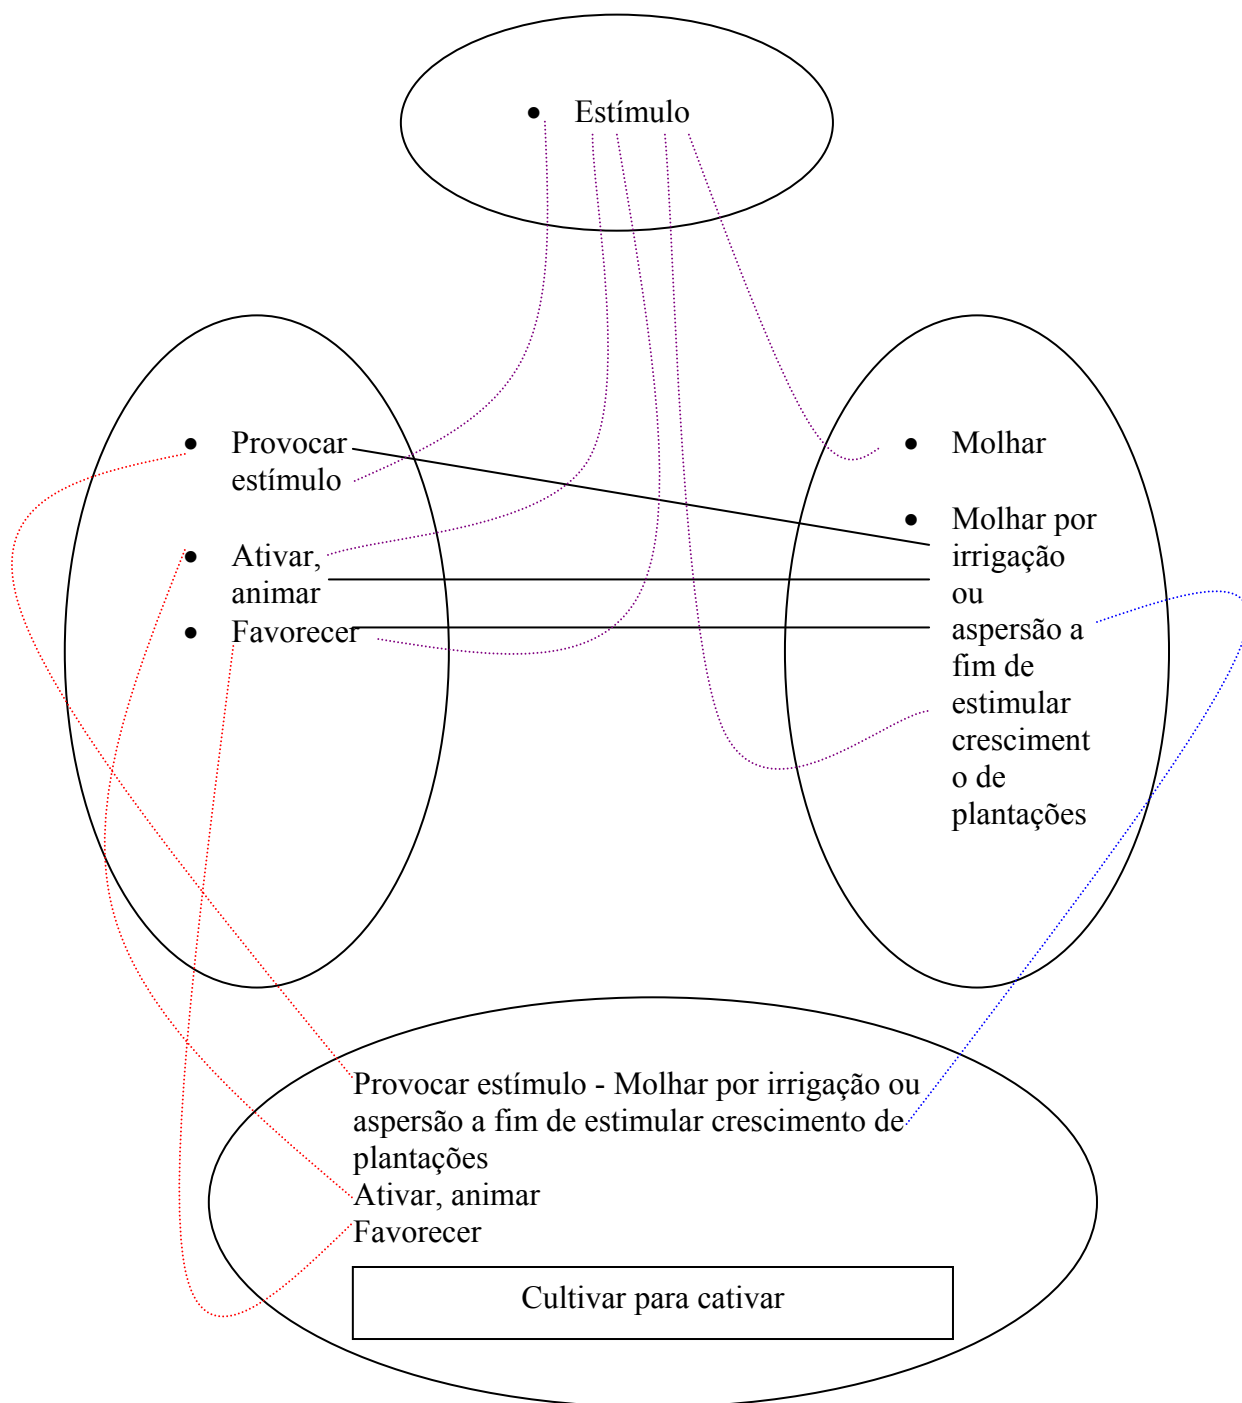 • Estímulo
• Provocar
estímulo
• Ativar,
animar
• Favorecer
• Molhar
• Molhar por
irrigação
ou
aspersão a
fim de
estimular
cresciment
o de
plantações
Provocar estímulo - Molhar por irrigação ou
aspersão a fim de estimular crescimento de
plantações
Ativar, animar
Favorecer
Cultivar para cativar